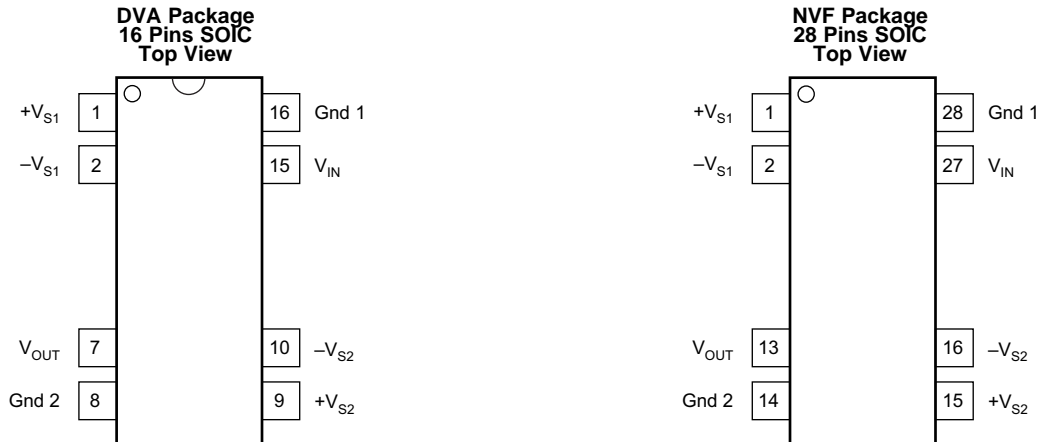 DVA Package
16 Pins SOIC
Top View
+VS1 1 16 Gnd 1
–VS1 2 15 VIN
VOUT 7 10 –VS2
Gnd 2 8 9 +VS2
NVF Package
28 Pins SOIC
Top View
+VS1 1 28 Gnd 1
–VS1 2 27 VIN
VOUT 13 16 –VS2
Gnd 2 14 15 +VS2